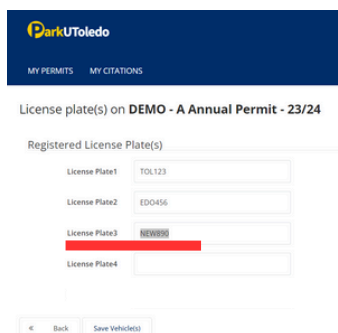 ParkUToledo
MY PERMITS MY CITATIONS
License plate(s) on DEMO - A Annual Permit - 23/24
Registered License Plate(s)
License Plate1 TOL123
License Plate2 EDO456
License Plate3 NEW890
License Plate4
« Back Save Vehicle(s)